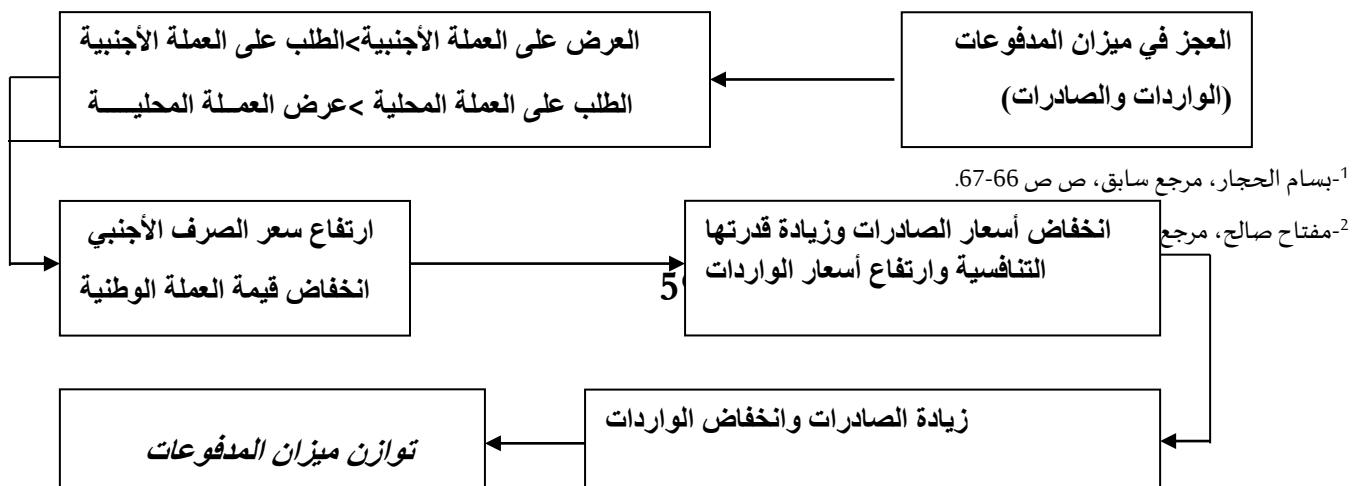 العجز في ميزان المدفوعات
(الواردات والصادرات)
العرض على العملة الأجنبية>الطلب على العملة الأجنبية
الطلب على العملة المحلية >عرض العمــلة المحليـــــة
1-بسام الحجار، مرجع سابق، ص ص 66-67.
2-مفتاح صالح، مرجع
ارتفاع سعر الصرف الأجنبي
انخفاض قيمة العملة الوطنية
انخفاض أسعار الصادرات وزيادة قدرتها
التنافسية وارتفاع أسعار الواردات
زيادة الصادرات وانخفاض الواردات
توازن ميزان المدفوعات